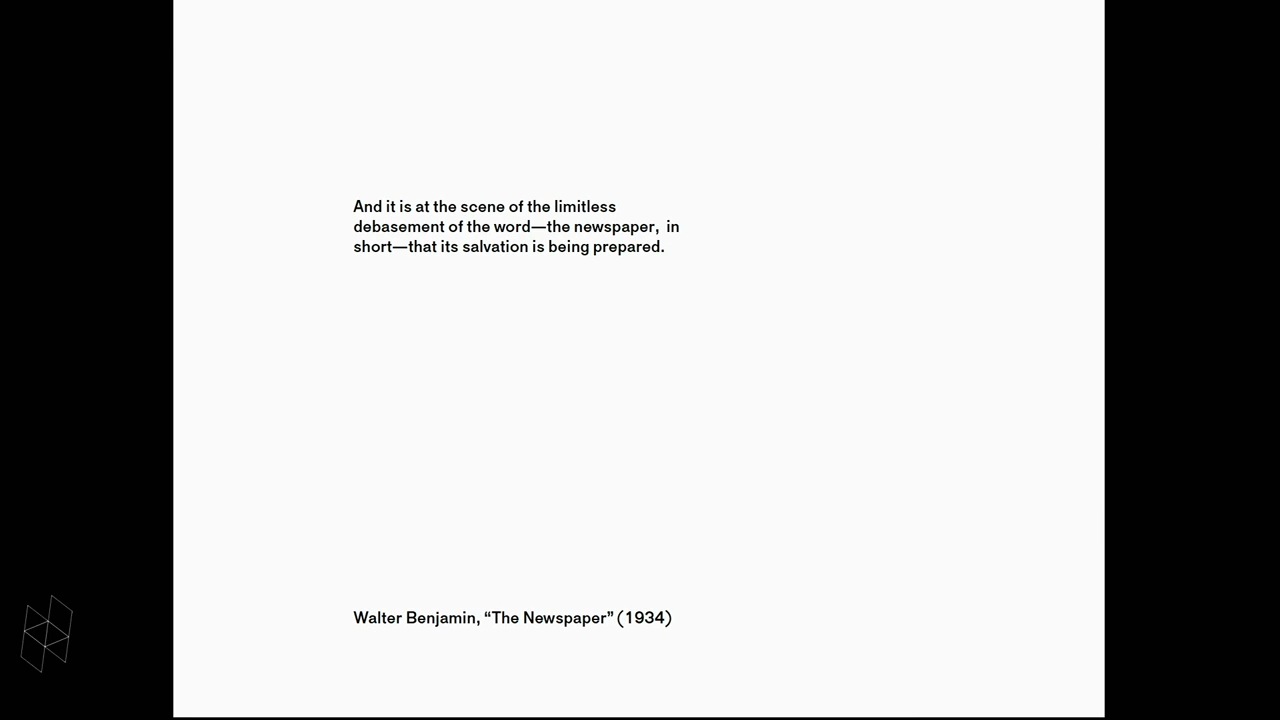 And it is at the scene of the limitless
debasement of the word—the newspaper, in
short—that its salvation is being prepared.
Walter Benjamin, “The Newspaper” (1934)